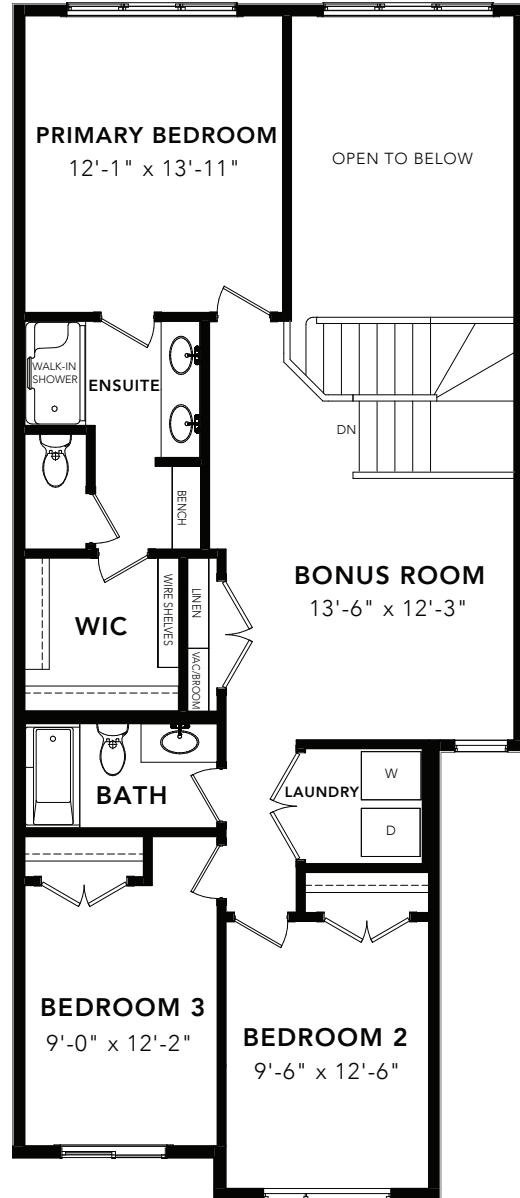 PRIMARY BEDROOM
12'-1" x 13'-11"
OPEN TO BELOW
WALK-IN
SHOWER
ENSUITE
DN
BENCH
BONUS ROOM
13'-6" x 12'-3"
WIC
WIRE SHELVES
LINEN
VAC/BROOM
BATH
LAUNDRY
W
D
BEDROOM 3
9'-0" x 12'-2"
BEDROOM 2
9'-6" x 12'-6"